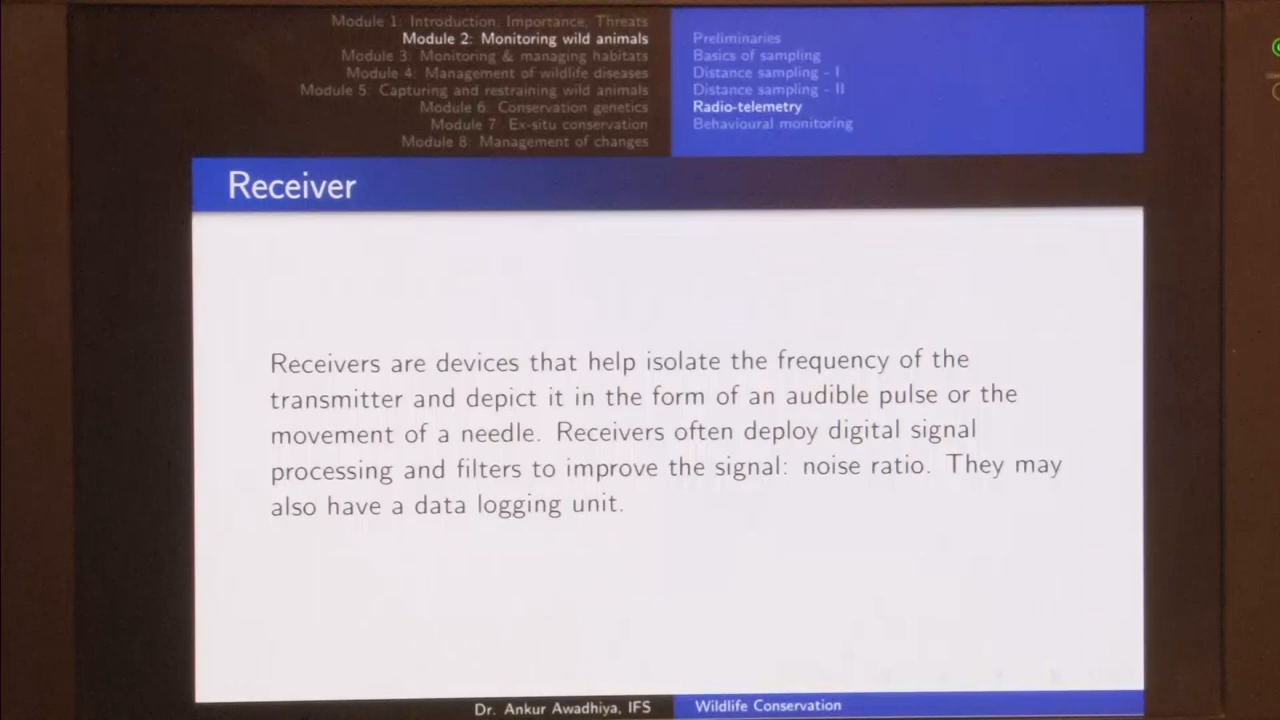 Module 1: Introduction, Importance, Threats
Module 2: Monitoring wild animals
Module 3: Monitoring & managing habitats
Module 4: Management of wildlife diseases
Module 5: Capturing and restraining wild animals
Module 6: Conservation genetics
Module 7: Ex-situ conservation
Module 8: Management of changes
Preliminaries
Basics of sampling
Distance sampling - I
Distance sampling - II
Radio-telemetry
Behavioural monitoring
Receiver
Receivers are devices that help isolate the frequency of the
transmitter and depict it in the form of an audible pulse or the
movement of a needle. Receivers often deploy digital signal
processing and filters to improve the signal: noise ratio. They may
also have a data logging unit.
Dr. Ankur Awadhiya, IFS
Wildlife Conservation